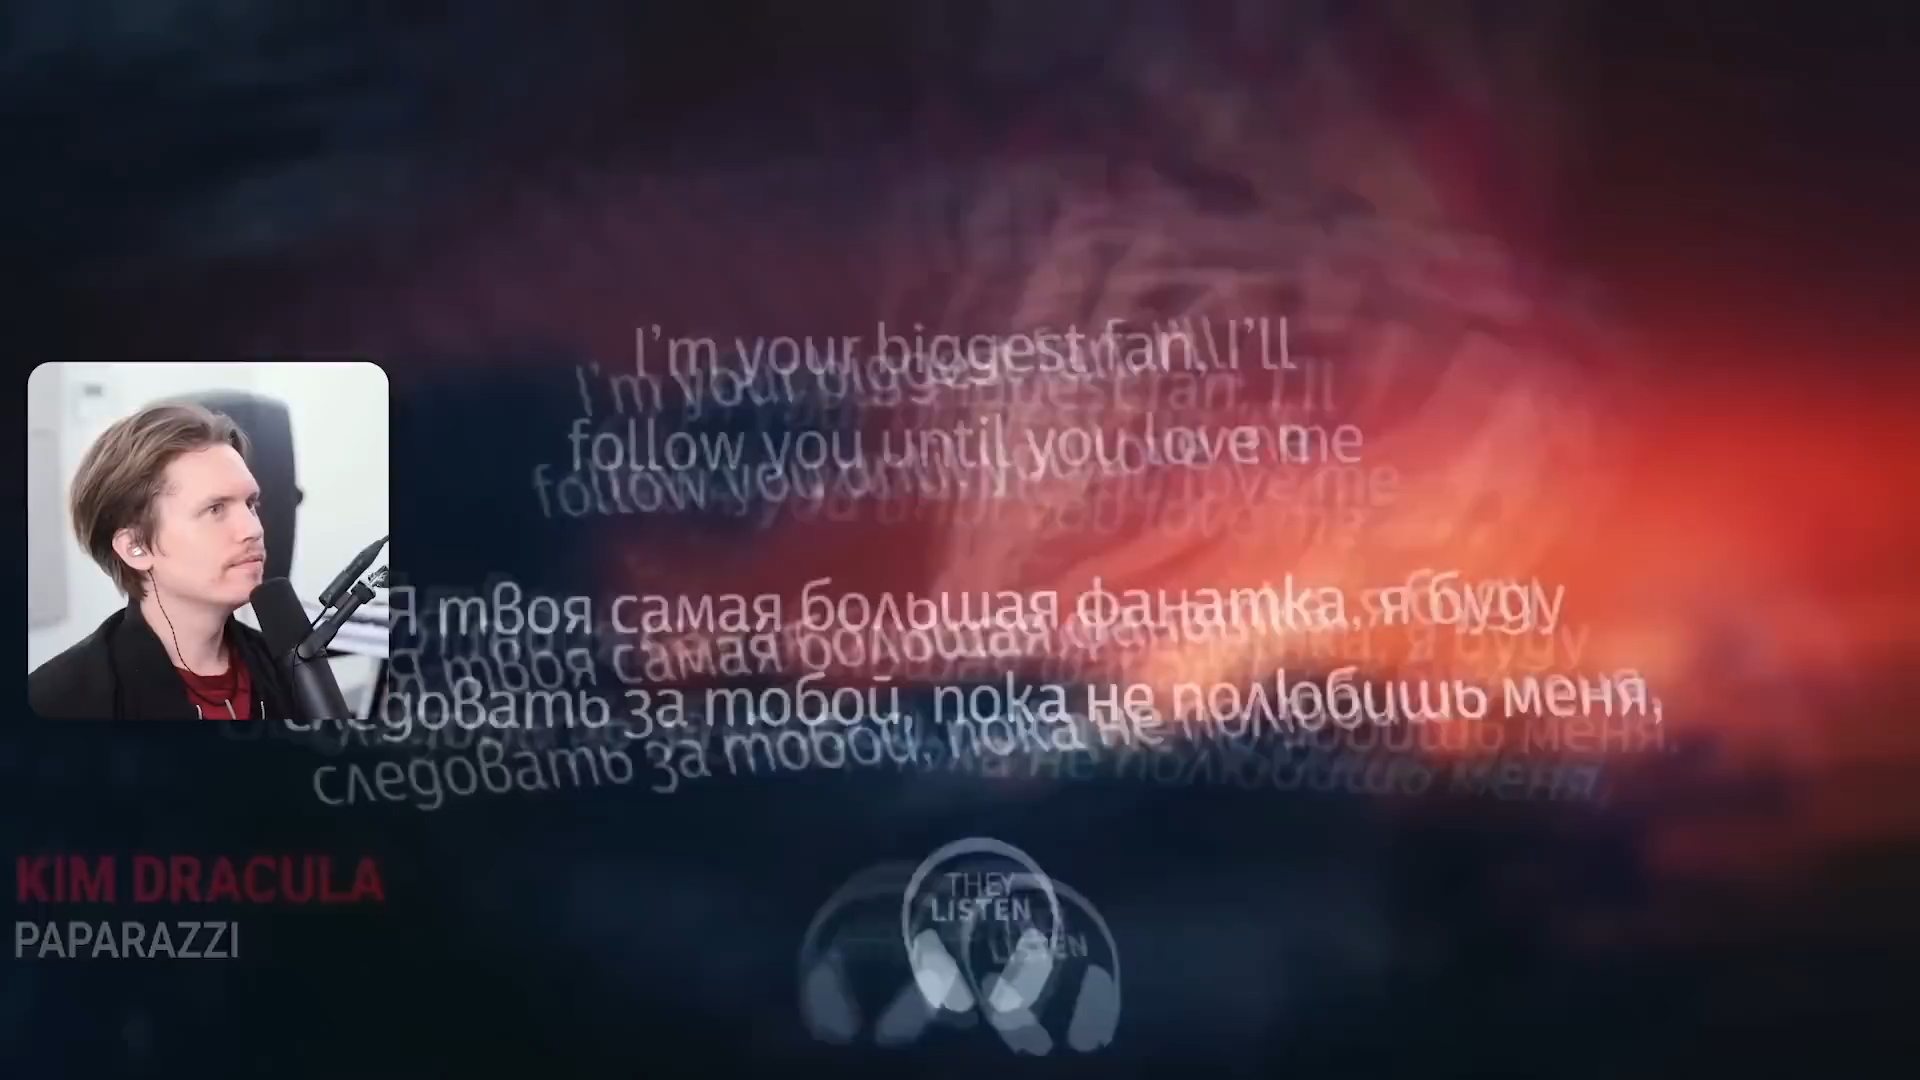 I'm your biggest fan, I'll
follow you until you love me
Я твоя самая большая фанатка, я буду
следовать за тобой, пока не полюбишь меня,
KIM DRACULA
PAPARAZZI
THEY
LISTEN
LISTEN